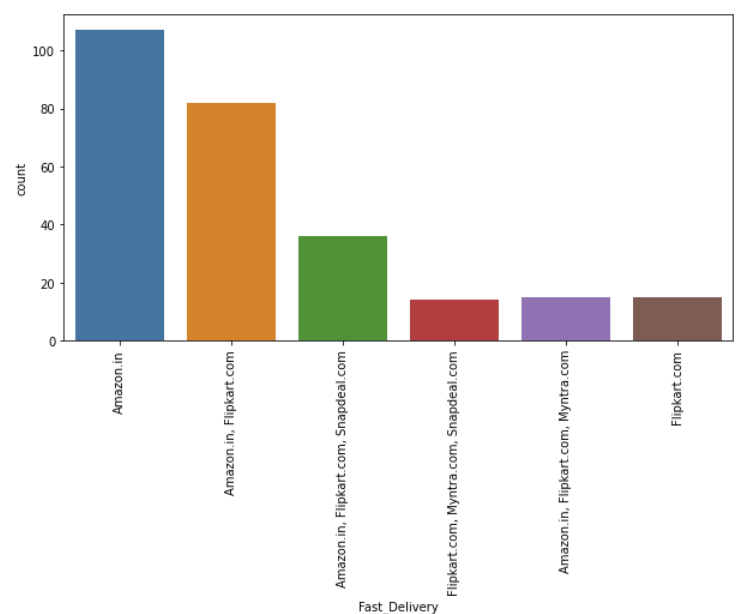 100
80
60
40
20
0
count
Amazon.in
Amazon.in, Flipkart.com
Amazon.in, Flipkart.com, Snapdeal.com
Flipkart.com, Myntra.com, Snapdeal.com
Amazon.in, Flipkart.com, Myntra.com
Flipkart.com
Fast_Delivery